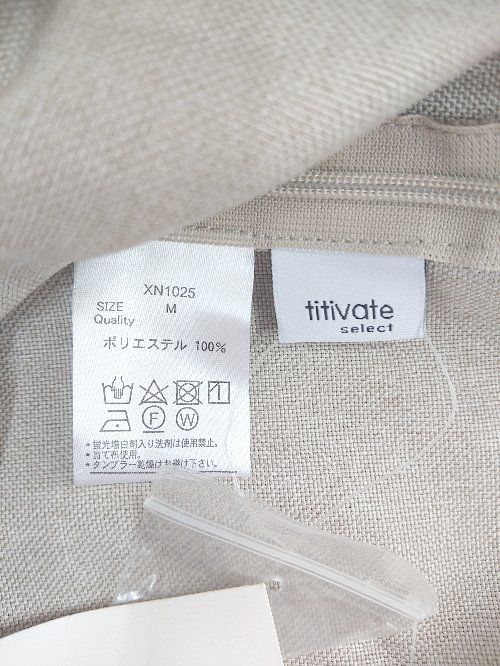 XN1025
SIZE M
Quality
ポリエステル 100%
F W
・蛍光増白剤入り洗剤は使用禁止。
・当て布使用。
・タンブラー乾燥はお避け下さい。
titivate
select